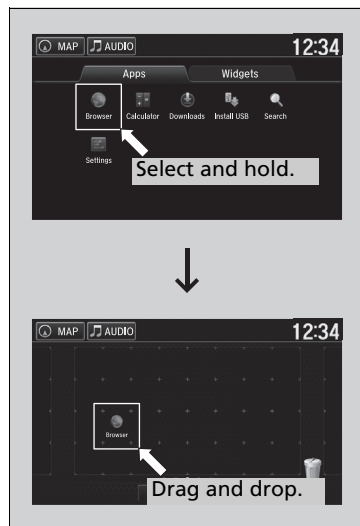 MAP AUDIO 12:34
Apps Widgets
Browser Calculator Downloads Install USB Search
Settings
Select and hold.
MAP AUDIO 12:34
Browser
Drag and drop.